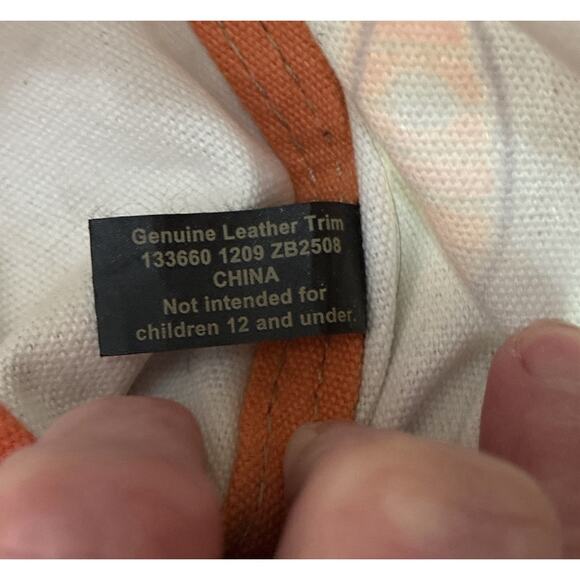 Genuine Leather Trim
133660 1209 ZB2508
CHINA
Not intended for
children 12 and under.